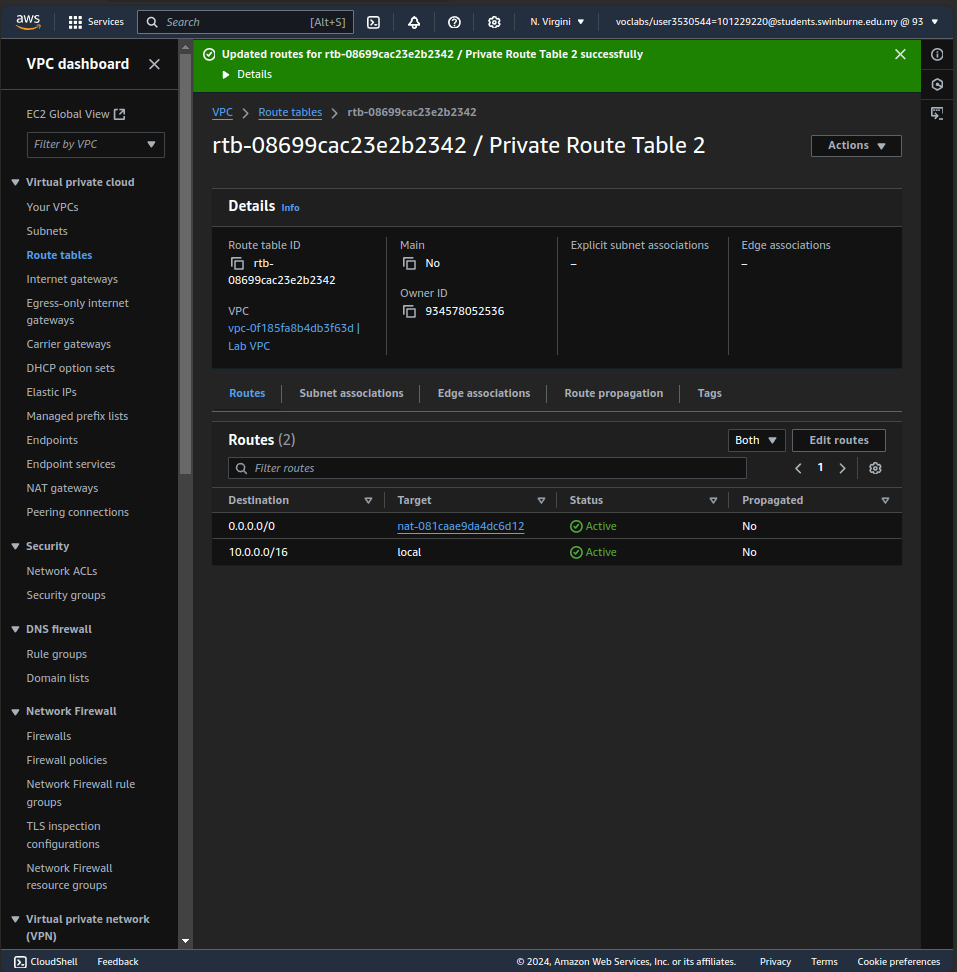 aws
Services
Search
[Alt+S]
N. Virgini
voclabs/user3530544=101229220@students.swinburne.edu.my @ 93
VPC dashboard
EC2 Global View
Filter by VPC
Virtual private cloud
Your VPCs
Subnets
Route tables
Internet gateways
Egress-only internet
gateways
Carrier gateways
DHCP option sets
Elastic IPs
Managed prefix lists
Endpoints
Endpoint services
NAT gateways
Peering connections
Security
Network ACLs
Security groups
DNS firewall
Rule groups
Domain lists
Network Firewall
Firewalls
Firewall policies
Network Firewall rule
groups
TLS inspection
configurations
Network Firewall
resource groups
Virtual private network
(VPN)
Updated routes for rtb-08699cac23e2b2342 / Private Route Table 2 successfully
Details
VPC
Route tables
rtb-08699cac23e2b2342
rtb-08699cac23e2b2342 / Private Route Table 2
Actions
Details Info
Route table ID
rtb-
08699cac23e2b2342
VPC
vpc-0f185fa8b4db3f63d |
Lab VPC
Main
No
Owner ID
934578052536
Explicit subnet associations
–
Edge associations
–
Routes
Subnet associations
Edge associations
Route propagation
Tags
Routes (2)
Both
Edit routes
Filter routes
1
Destination Target Status Propagated
0.0.0.0/0 nat-081caae9da4dc6d12 Active No
10.0.0.0/16 local Active No
CloudShell
Feedback
© 2024, Amazon Web Services, Inc. or its affiliates.
Privacy
Terms
Cookie preferences